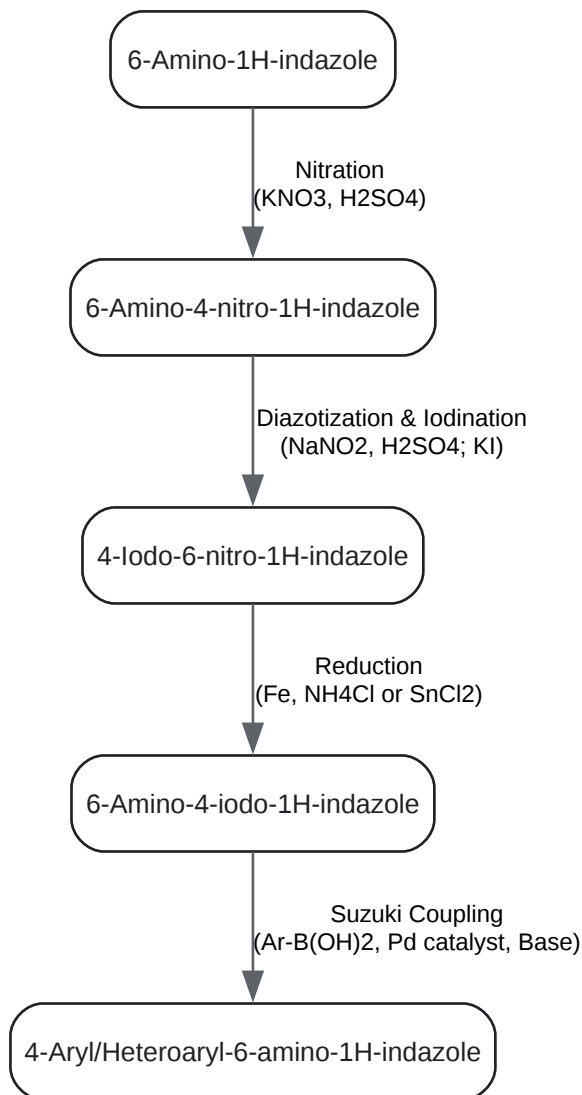 6-Amino-1H-indazole
Nitration
(KNO3, H2SO4)
6-Amino-4-nitro-1H-indazole
Diazotization & Iodination
(NaNO2, H2SO4; KI)
4-Iodo-6-nitro-1H-indazole
Reduction
(Fe, NH4Cl or SnCl2)
6-Amino-4-iodo-1H-indazole
Suzuki Coupling
(Ar-B(OH)2, Pd catalyst, Base)
4-Aryl/Heteroaryl-6-amino-1H-indazole